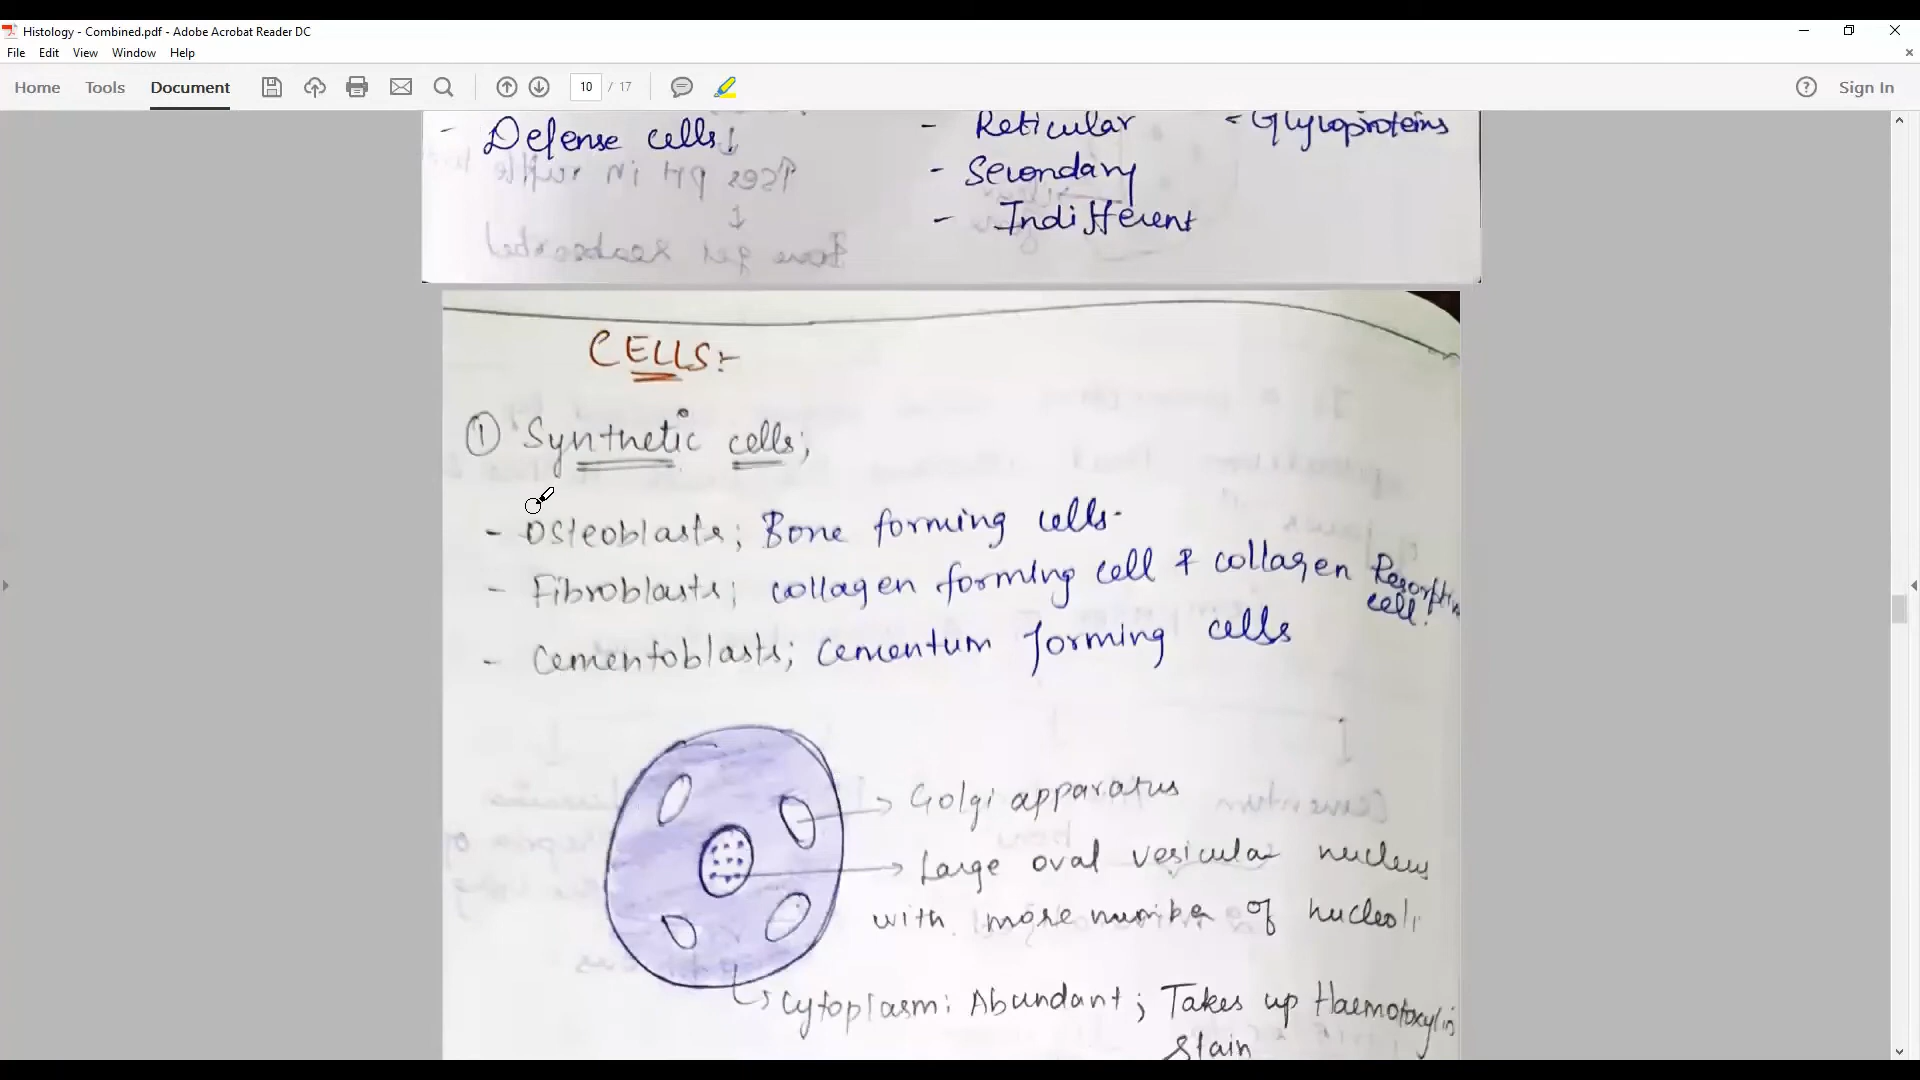 Histology - Combined.pdf - Adobe Acrobat Reader DC
File Edit View Window Help
Home Tools Document 10 / 17 Sign In
- Defense cells↓
- Reticular
- Glycoproteins
- Secondary
- Indifferent
CELLS:-
① Synthetic cells;
- Osteoblasts; Bone forming cells.
- Fibroblasts; collagen forming cell & collagen Resorptive cell.
- Cementoblasts; cementum forming cells
→ Golgi apparatus
→ Large oval vesicular nucleus
with more number of nucleoli
→ Cytoplasm: Abundant; Takes up Haemotoxylin
stain